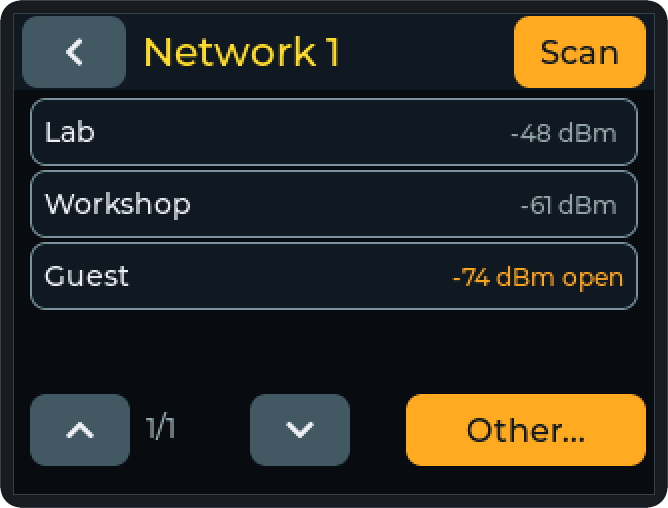 Network 1 Scan
Lab -48 dBm
Workshop -61 dBm
Guest -74 dBm open
1/1 Other...